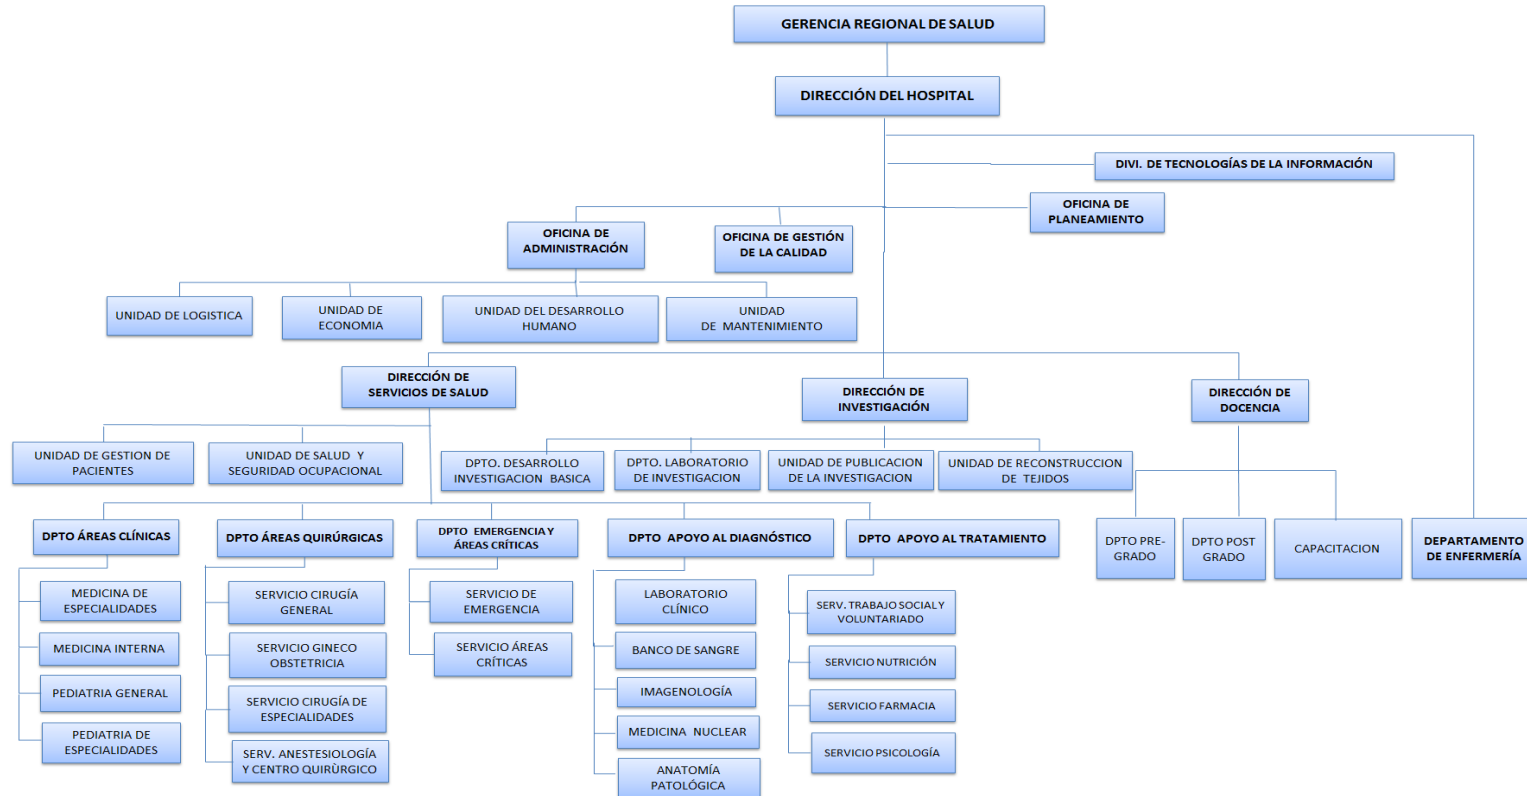 GERENCIA REGIONAL DE SALUD
DIRECCIÓN DEL HOSPITAL
DIVI. DE TECNOLOGÍAS DE LA INFORMACIÓN
OFICINA DE
PLANEAMIENTO
OFICINA DE
ADMINISTRACIÓN
OFICINA DE GESTIÓN
DE LA CALIDAD
UNIDAD DE LOGISTICA
UNIDAD DE
ECONOMIA
UNIDAD DEL DESARROLLO
HUMANO
UNIDAD
DE MANTENIMIENTO
DIRECCIÓN DE
SERVICIOS DE SALUD
DIRECCIÓN DE
INVESTIGACIÓN
DIRECCIÓN DE
DOCENCIA
UNIDAD DE GESTION DE
PACIENTES
UNIDAD DE SALUD Y
SEGURIDAD OCUPACIONAL
DPTO. DESARROLLO
INVESTIGACION BASICA
DPTO. LABORATORIO
DE INVESTIGACION
UNIDAD DE PUBLICACION
DE LA INVESTIGACION
UNIDAD DE RECONSTRUCCION
DE TEJIDOS
DPTO ÁREAS CLÍNICAS
DPTO ÁREAS QUIRÚRGICAS
DPTO EMERGENCIA Y
ÁREAS CRÍTICAS
DPTO APOYO AL DIAGNÓSTICO
DPTO APOYO AL TRATAMIENTO
DPTO PRE-
GRADO
DPTO POST
GRADO
CAPACITACION
DEPARTAMENTO
DE ENFERMERÍA
MEDICINA DE
ESPECIALIDADES
MEDICINA INTERNA
PEDIATRIA GENERAL
PEDIATRIA DE
ESPECIALIDADES
SERVICIO CIRUGÍA
GENERAL
SERVICIO GINECO
OBSTETRICIA
SERVICIO CIRUGÍA DE
ESPECIALIDADES
SERV. ANESTESIOLOGÍA
Y CENTRO QUIRÙRGICO
SERVICIO DE
EMERGENCIA
SERVICIO ÁREAS
CRÍTICAS
LABORATORIO
CLÍNICO
BANCO DE SANGRE
IMAGENOLOGÍA
MEDICINA NUCLEAR
ANATOMÍA
PATOLÓGICA
SERV. TRABAJO SOCIAL Y
VOLUNTARIADO
SERVICIO NUTRICIÓN
SERVICIO FARMACIA
SERVICIO PSICOLOGÍA